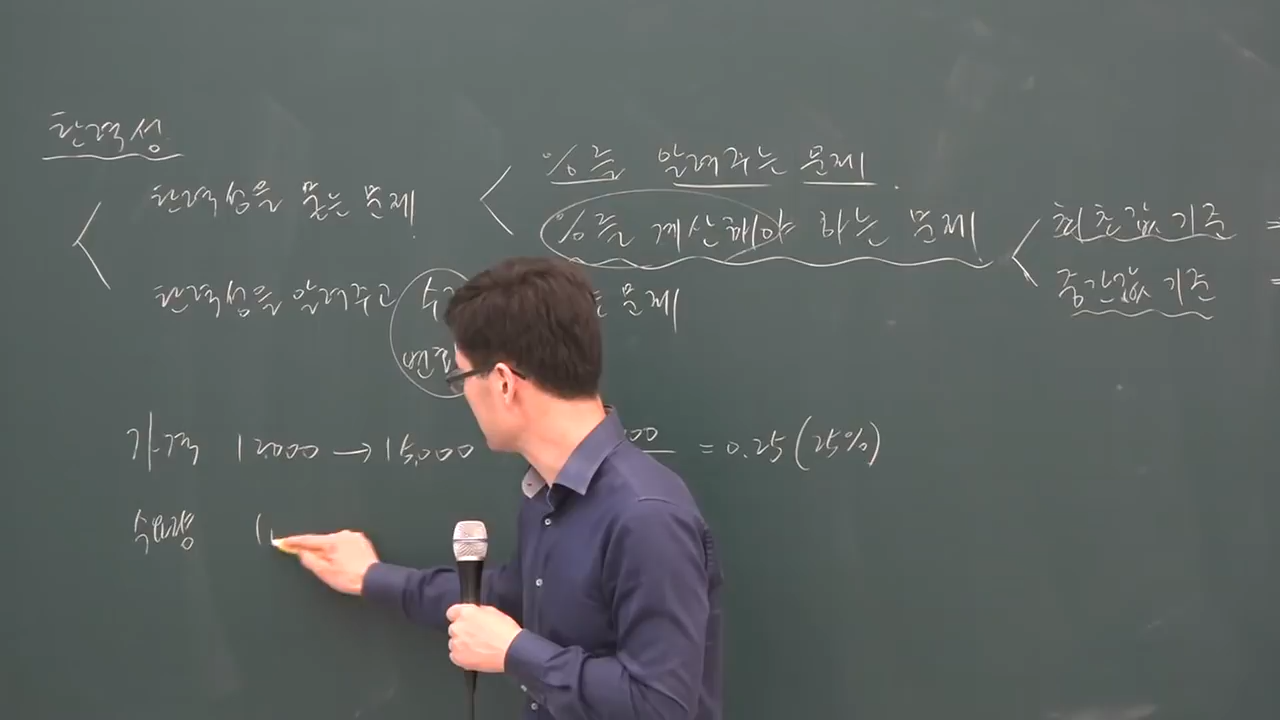 탄력성
탄력성을 묻는 문제
%를 알려주는 문제.
%를 계산해야 하는 문제
최초값 기준 =
중간값 기준 =
탄력성을 알려주고 문제
가격 12,000 → 15,000 000 = 0.25 (25%)
수요량 (